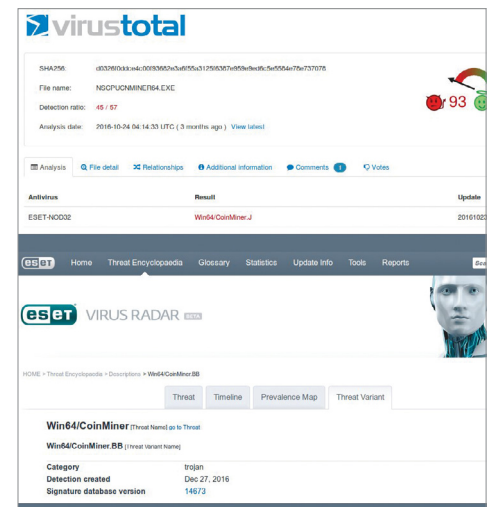 virustotal
SHA256:
File name: NSCPUCNMINER64.EXE
Detection ratio: 45 / 57
Analysis date: 2016-10-24 04:14:33 UTC ( 3 months ago ) View latest
93
Analysis File detail Relationships Additional information Comments 1 Votes
Antivirus Result Update
ESET-NOD32 Win64/CoinMiner.J 20161023
eset Home Threat Encyclopaedia Glossary Statistics Update Info Tools Reports Sea
eset VIRUS RADAR BETA
HOME > Threat Encyclopaedia > Descriptions > Win64/CoinMiner.BB
Threat Timeline Prevalence Map Threat Variant
Win64/CoinMiner [Threat Name] go to Threat
Win64/CoinMiner.BB [Threat Variant Name]
Category trojan
Detection created Dec 27, 2016
Signature database version 14673